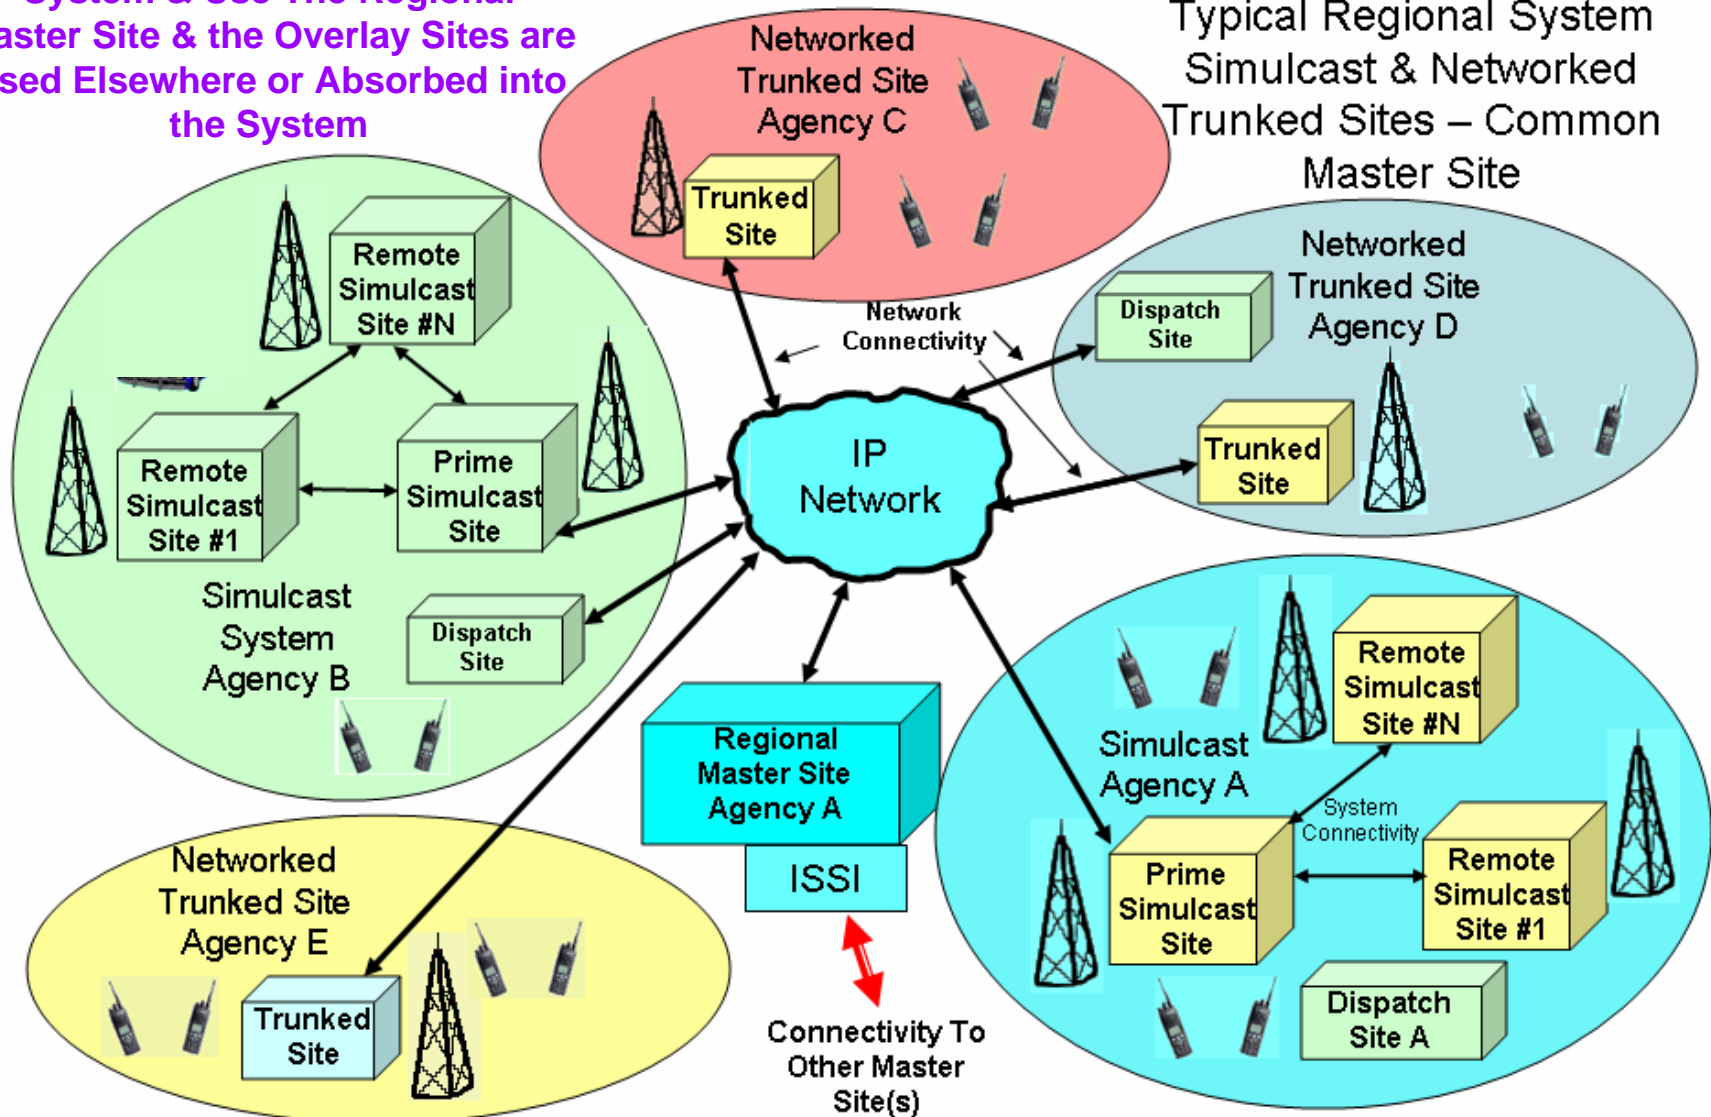 System & Use The Regional
aster Site & the Overlay Sites are
sed Elsewhere or Absorbed into
the System
Typical Regional System
Simulcast & Networked
Trunked Sites – Common
Master Site
Networked
Trunked Site
Agency C
Trunked
Site
Networked
Trunked Site
Agency D
Dispatch
Site
Trunked
Site
Network
Connectivity
IP
Network
Remote
Simulcast
Site #N
Remote
Simulcast
Site #1
Prime
Simulcast
Site
Simulcast
System
Agency B
Dispatch
Site
Regional
Master Site
Agency A
ISSI
Connectivity To
Other Master
Site(s)
Simulcast
Agency A
Remote
Simulcast
Site #N
System
Connectivity
Prime
Simulcast
Site
Remote
Simulcast
Site #1
Dispatch
Site A
Networked
Trunked Site
Agency E
Trunked
Site